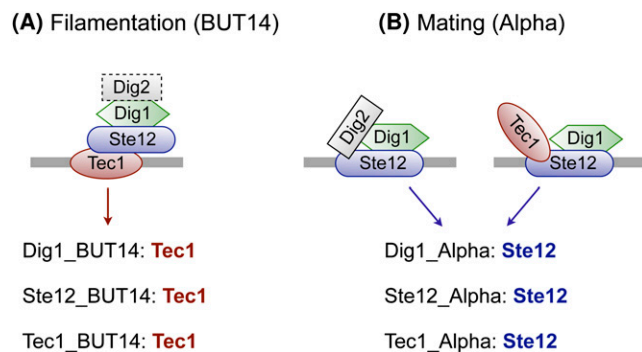 (A) Filamentation (BUT14)
Dig2
Dig1
Ste12
Tec1
Dig1_BUT14: Tec1
Ste12_BUT14: Tec1
Tec1_BUT14: Tec1
(B) Mating (Alpha)
Dig2
Dig1
Ste12
Tec1
Dig1
Ste12
Dig1_Alpha: Ste12
Ste12_Alpha: Ste12
Tec1_Alpha: Ste12